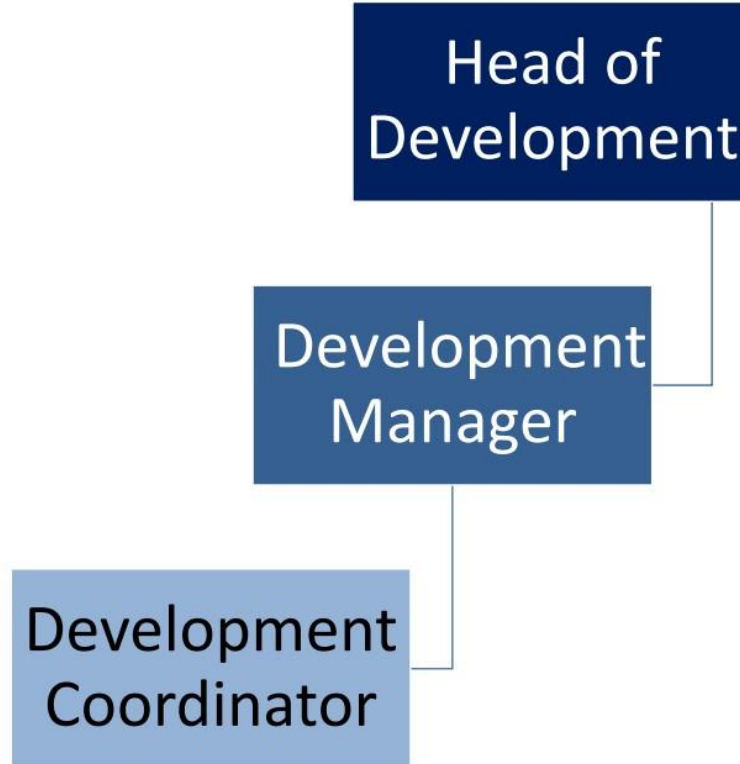 Head of
Development
Development
Manager
Development
Coordinator